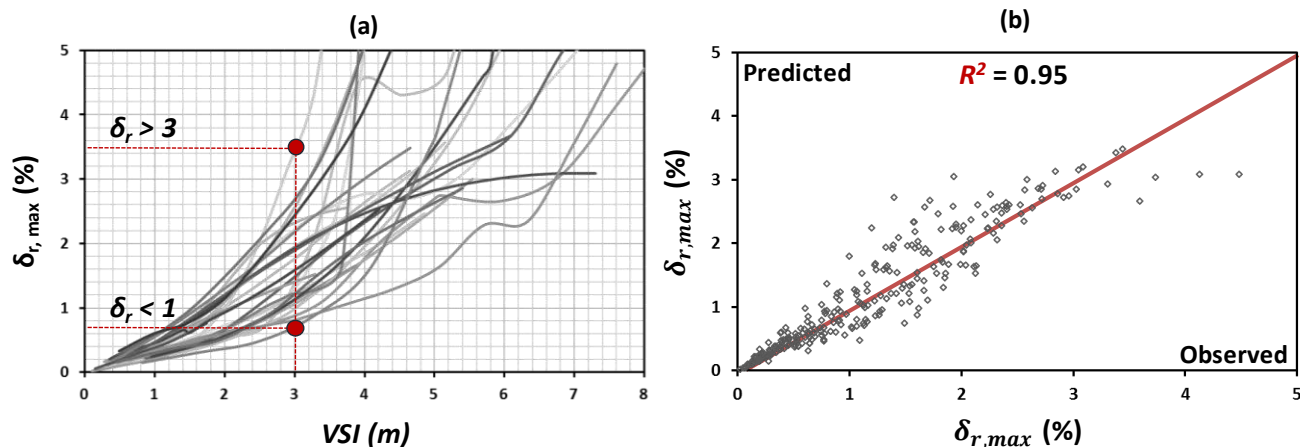 (a)
5
4
3
2
1
0
δr, max (%)
δr > 3
δr < 1
0 1 2 3 4 5 6 7 8
VSI (m)
(b)
5
4
3
2
1
0
δr,max (%)
Predicted
R² = 0.95
Observed
0 1 2 3 4 5
δr,max (%)